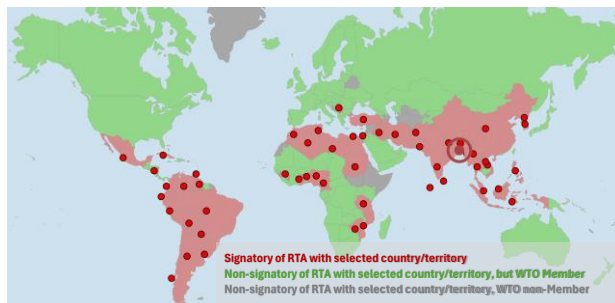 Signatory of RTA with selected country/territory
Non-signatory of RTA with selected country/territory, but WTO Member
Non-signatory of RTA with selected country/territory, WTO non-Member